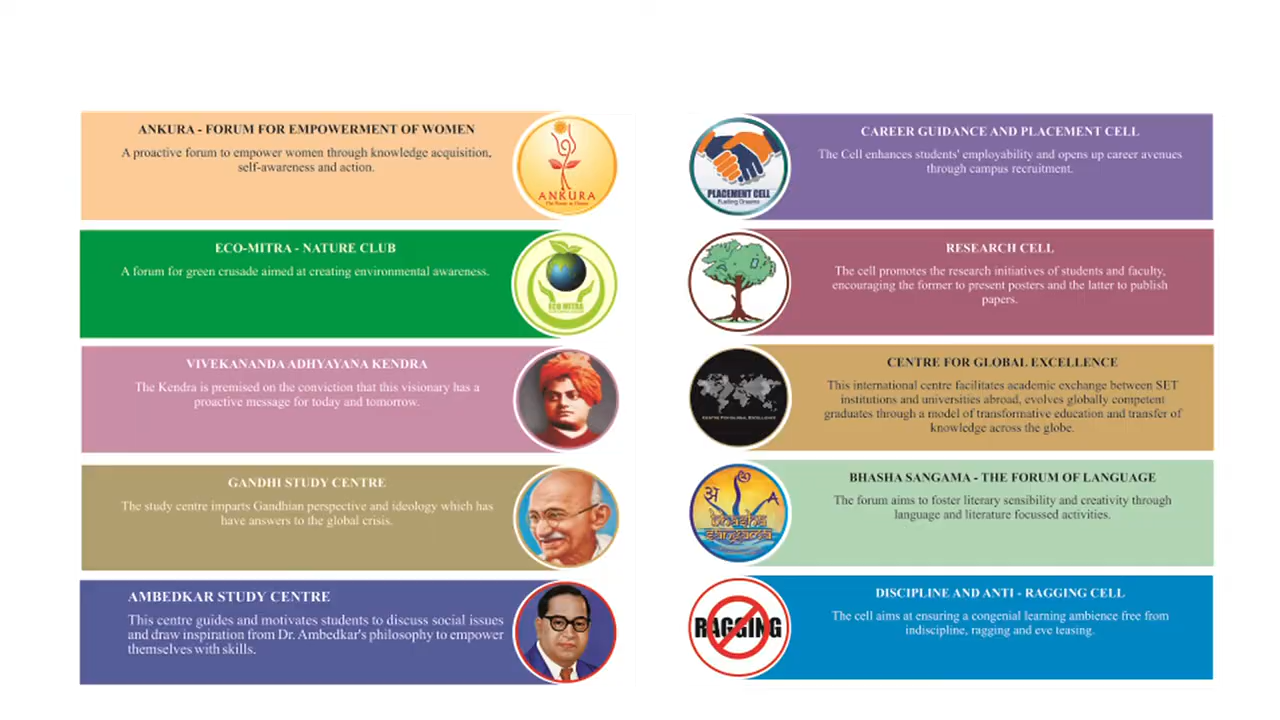 ANKURA - FORUM FOR EMPOWERMENT OF WOMEN
A proactive forum to empower women through knowledge acquisition,
self-awareness and action.
ANKURA
ECO-MITRA - NATURE CLUB
A forum for green crusade aimed at creating environmental awareness.
ECO MITRA
VIVEKANANDA ADHYAYANA KENDRA
The Kendra is premised on the conviction that this visionary has a
proactive message for today and tomorrow.
GANDHI STUDY CENTRE
The study centre imparts Gandhian perspective and ideology which has
have answers to the global crisis.
AMBEDKAR STUDY CENTRE
This centre guides and motivates students to discuss social issues
and draw inspiration from Dr. Ambedkar's philosophy to empower
themselves with skills.
PLACEMENT CELL
Fuelling Dreams
CAREER GUIDANCE AND PLACEMENT CELL
The Cell enhances students' employability and opens up career avenues
through campus recruitment.
RESEARCH CELL
The cell promotes the research initiatives of students and faculty,
encouraging the former to present posters and the latter to publish
papers.
CENTRE FOR GLOBAL EXCELLENCE
CENTRE FOR GLOBAL EXCELLENCE
This international centre facilitates academic exchange between SET
institutions and universities abroad, evolves globally competent
graduates through a model of transformative education and transfer of
knowledge across the globe.
अ A
bhasha
sangama
BHASHA SANGAMA - THE FORUM OF LANGUAGE
The forum aims to foster literary sensibility and creativity through
language and literature focussed activities.
RAGGING
DISCIPLINE AND ANTI - RAGGING CELL
The cell aims at ensuring a congenial learning ambience free from
indiscipline, ragging and eve teasing.